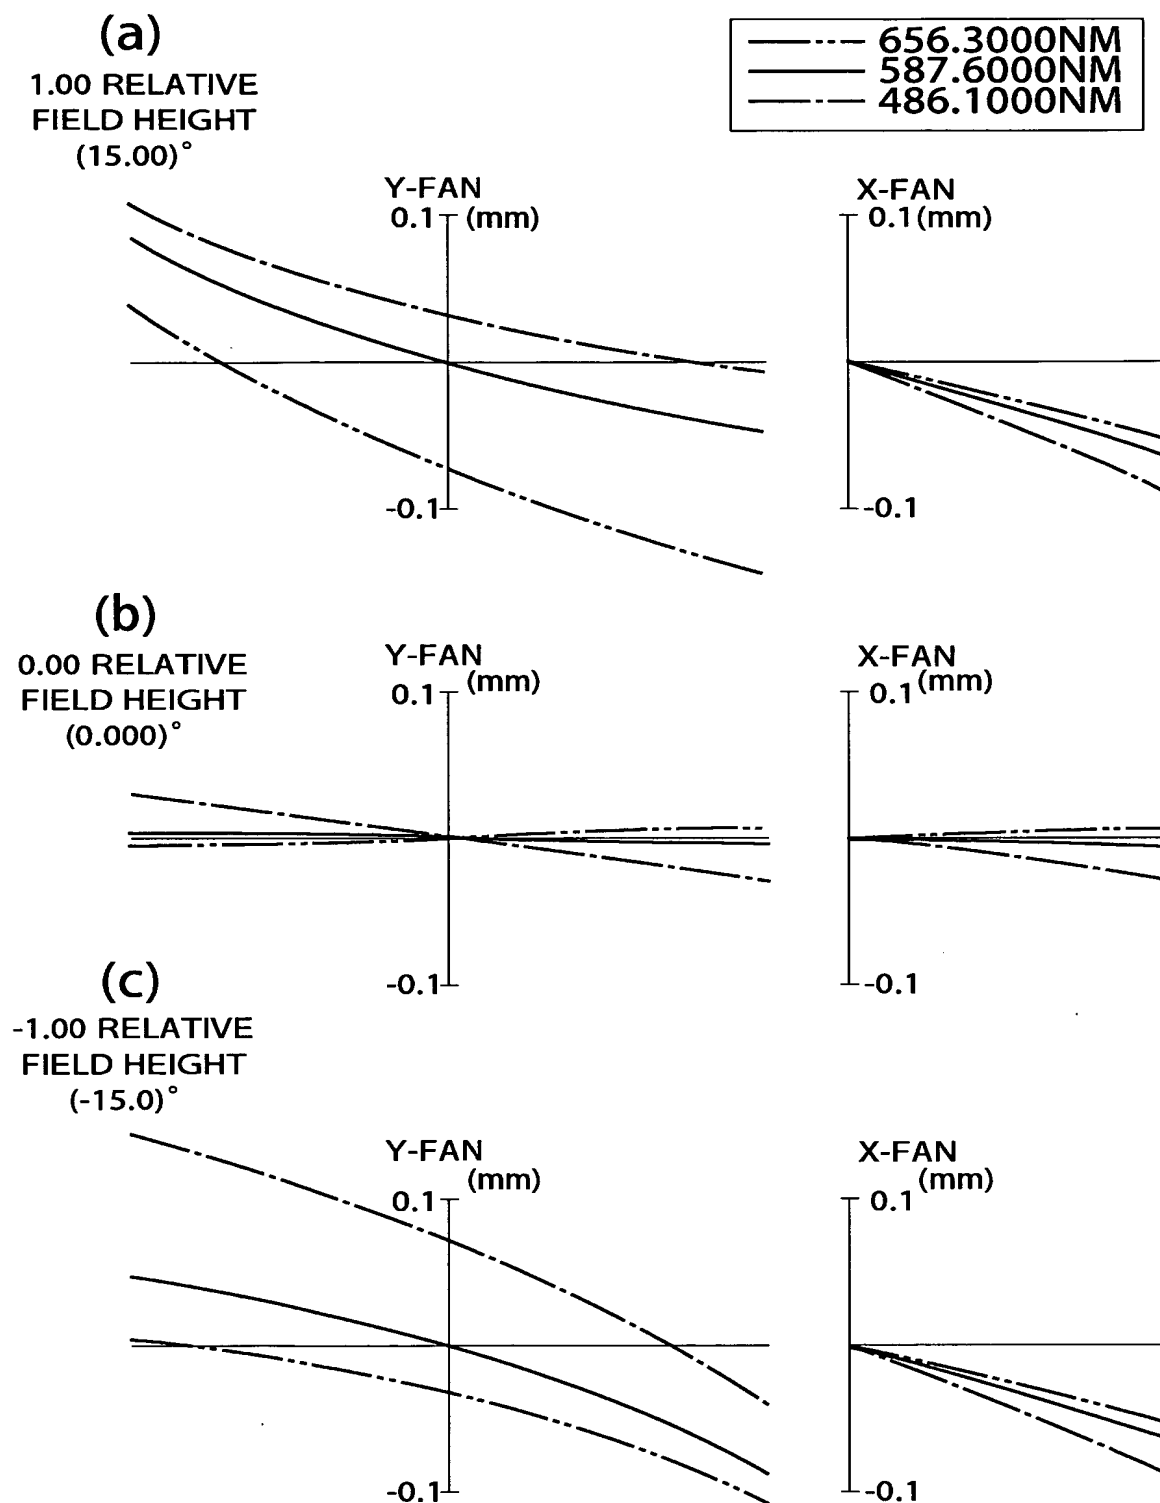 (a)
1.00 RELATIVE
FIELD HEIGHT
(15.00)°
656.3000NM
587.6000NM
486.1000NM
Y-FAN
0.1 (mm)
-0.1
X-FAN
0.1 (mm)
-0.1
(b)
0.00 RELATIVE
FIELD HEIGHT
(0.000)°
Y-FAN
0.1 (mm)
-0.1
X-FAN
0.1 (mm)
-0.1
(c)
-1.00 RELATIVE
FIELD HEIGHT
(-15.0)°
Y-FAN
(mm)
0.1
-0.1
X-FAN
(mm)
0.1
-0.1